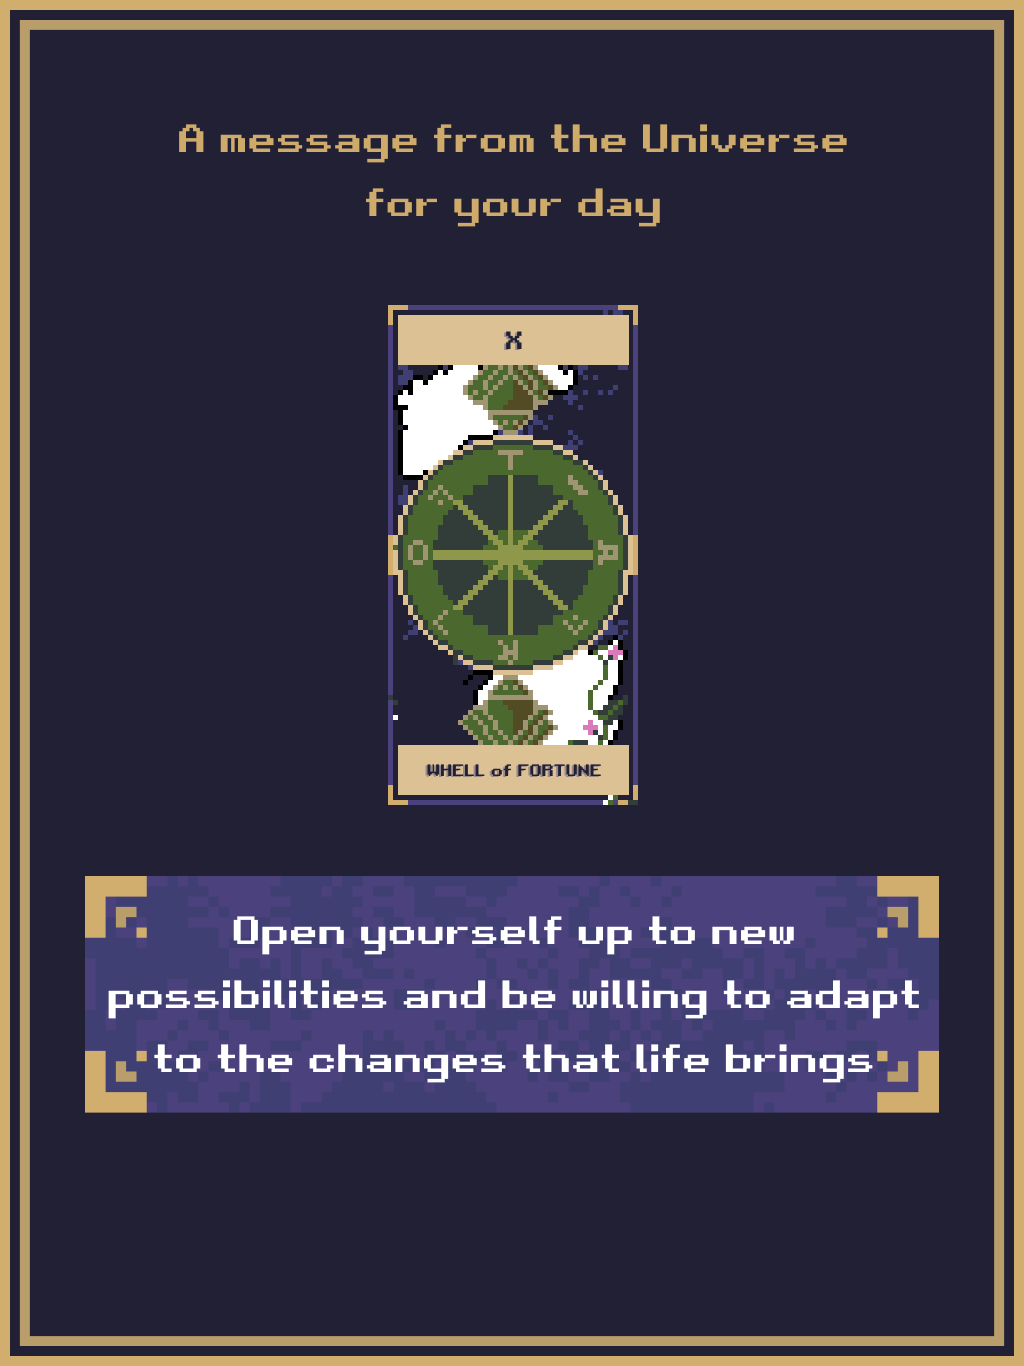 A message from the Universe
for your day
X
T
A
O
R
WHELL of FORTUNE
Open yourself up to new
possibilities and be willing to adapt
to the changes that life brings